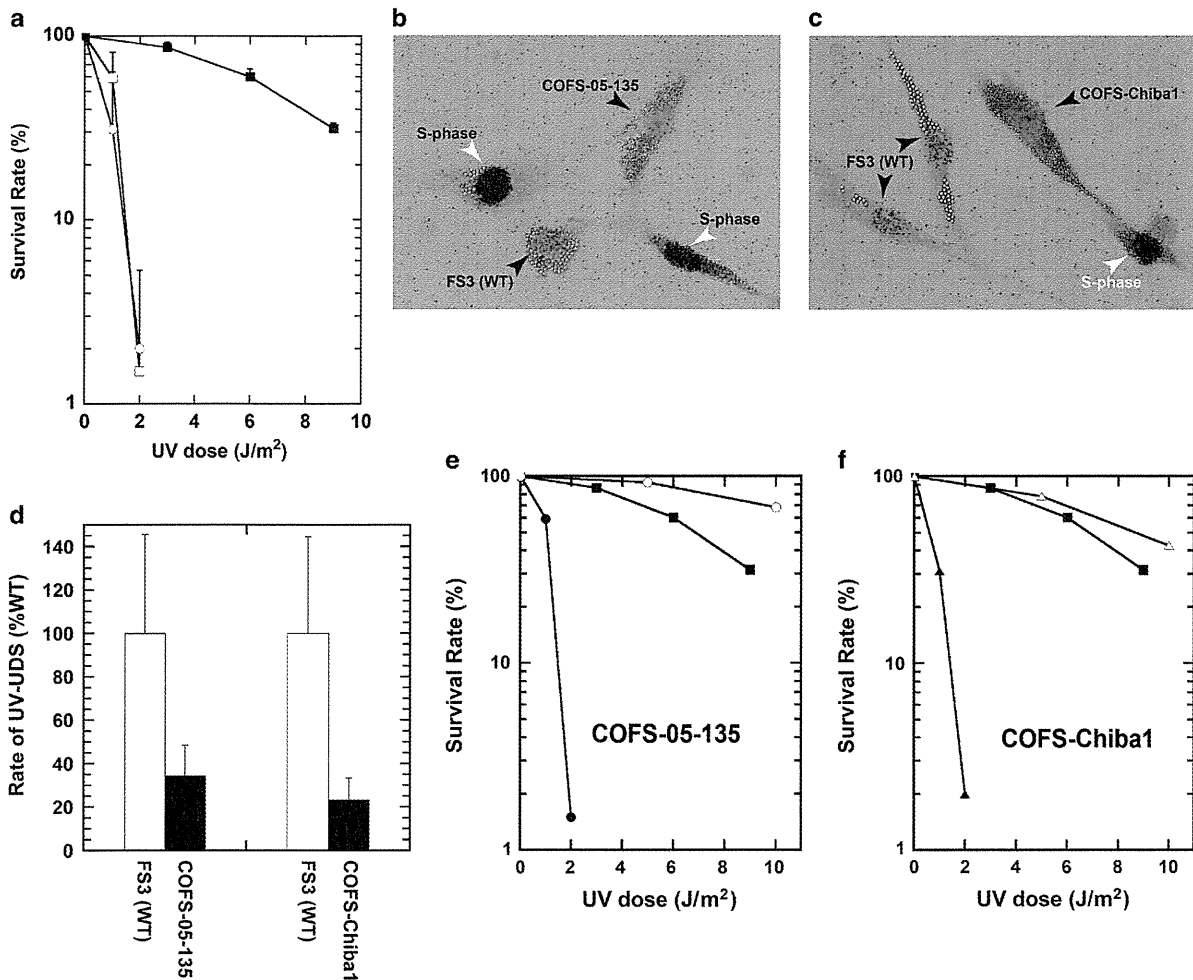 a
Survival Rate (%)
100
10
1
0
2
4
6
8
10
UV dose (J/m²)
b
COFS-05-135
S-phase
S-phase
FS3 (WT)
c
COFS-Chiba1
FS3 (WT)
S-phase
d
Rate of UV-UDS (%WT)
140
120
100
80
60
40
20
0
FS3 (WT)
COFS-05-135
FS3 (WT)
COFS-Chiba1
e
Survival Rate (%)
100
10
1
COFS-05-135
0
2
4
6
8
10
UV dose (J/m²)
f
Survival Rate (%)
100
10
1
COFS-Chiba1
0
2
4
6
8
10
UV dose (J/m²)